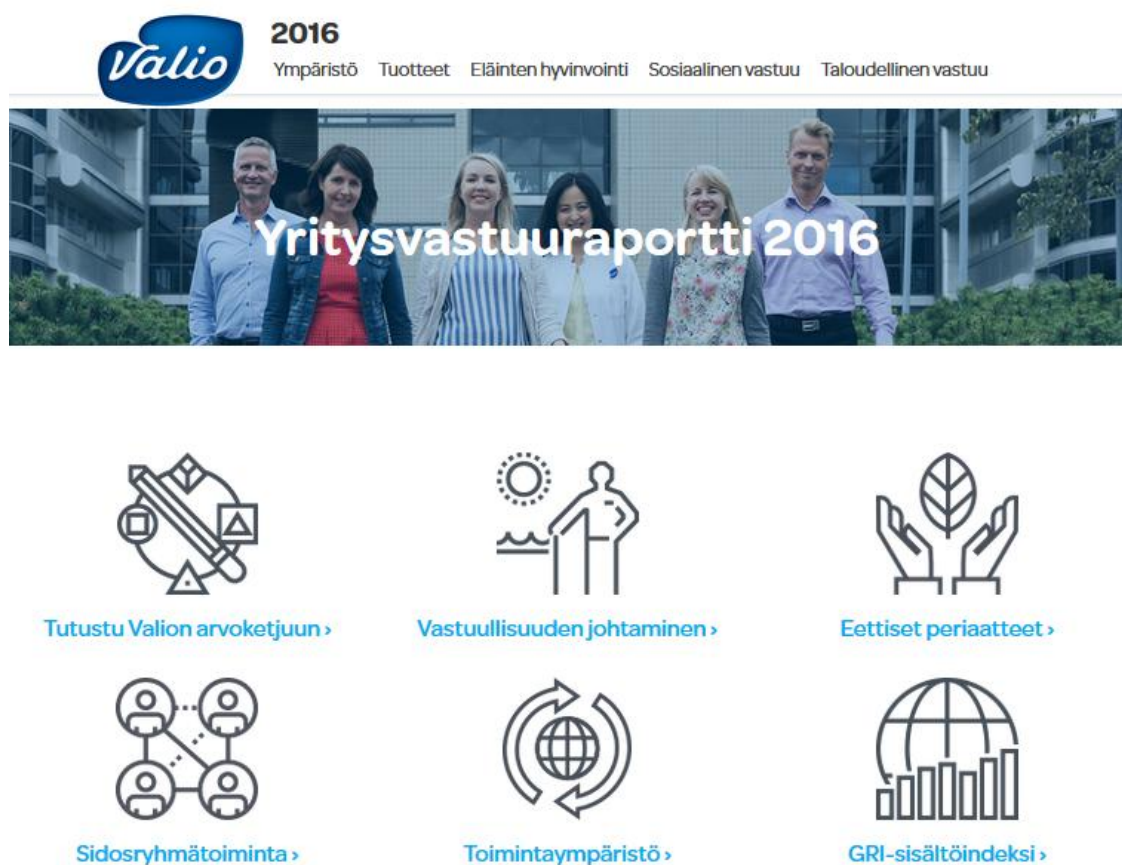 Valio
2016
Ympäristö Tuotteet Eläinten hyvinvointi Sosiaalinen vastuu Taloudellinen vastuu
Yritysvastuuraportti 2016
Tutustu Valion arvoketjuun ›
Vastuullisuuden johtaminen ›
Eettiset periaatteet ›
Sidosryhmätoiminta ›
Toimintaympäristö ›
GRI-sisältöindeksi ›